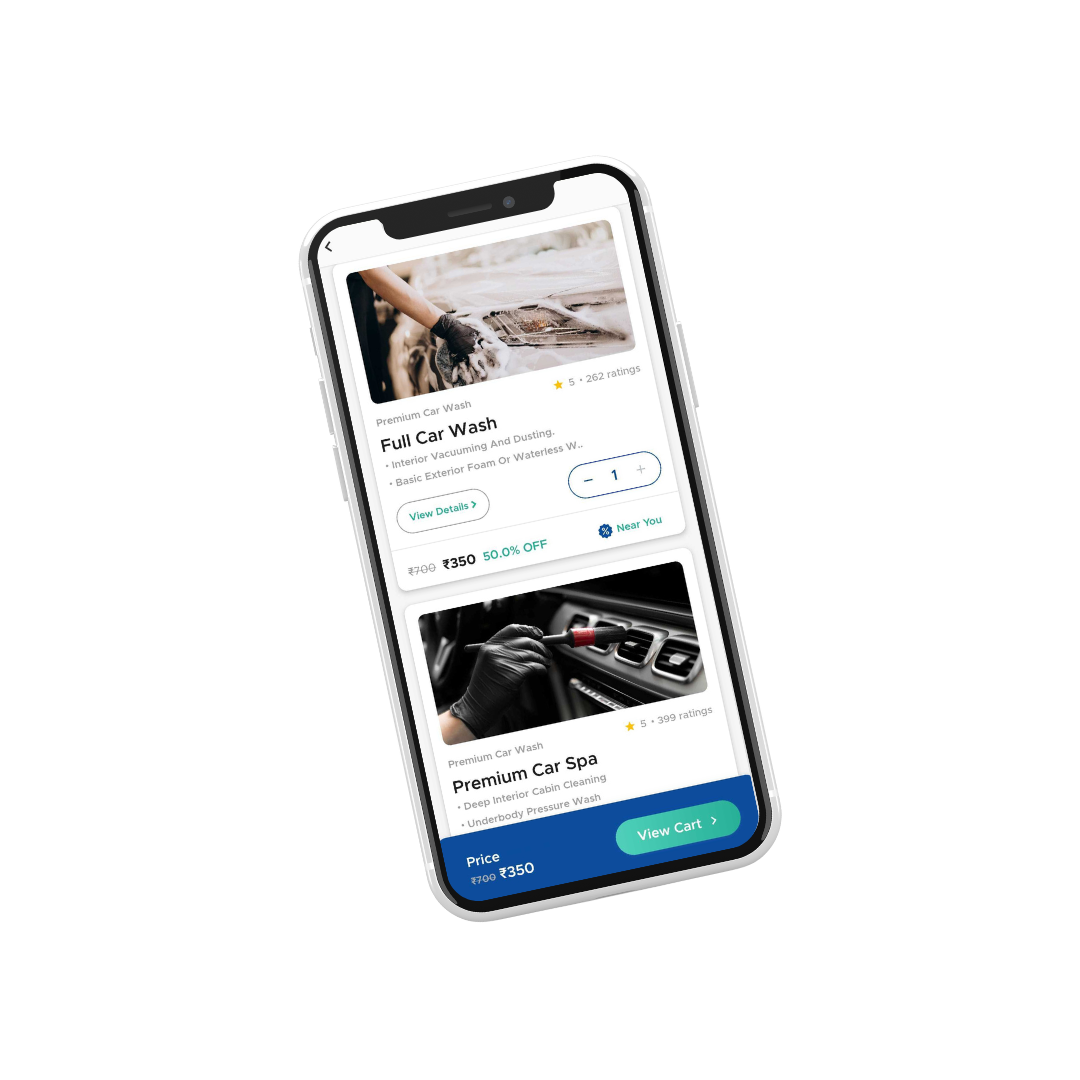 5 • 262 ratings
Premium Car Wash
Full Car Wash
• Interior Vacuuming And Dusting.
• Basic Exterior Foam Or Waterless W..
− 1 +
View Details >
₹700 ₹350 50.0% OFF
% Near You
5 • 399 ratings
Premium Car Wash
Premium Car Spa
• Deep Interior Cabin Cleaning
• Underbody Pressure Wash
Price
₹700 ₹350
View Cart >